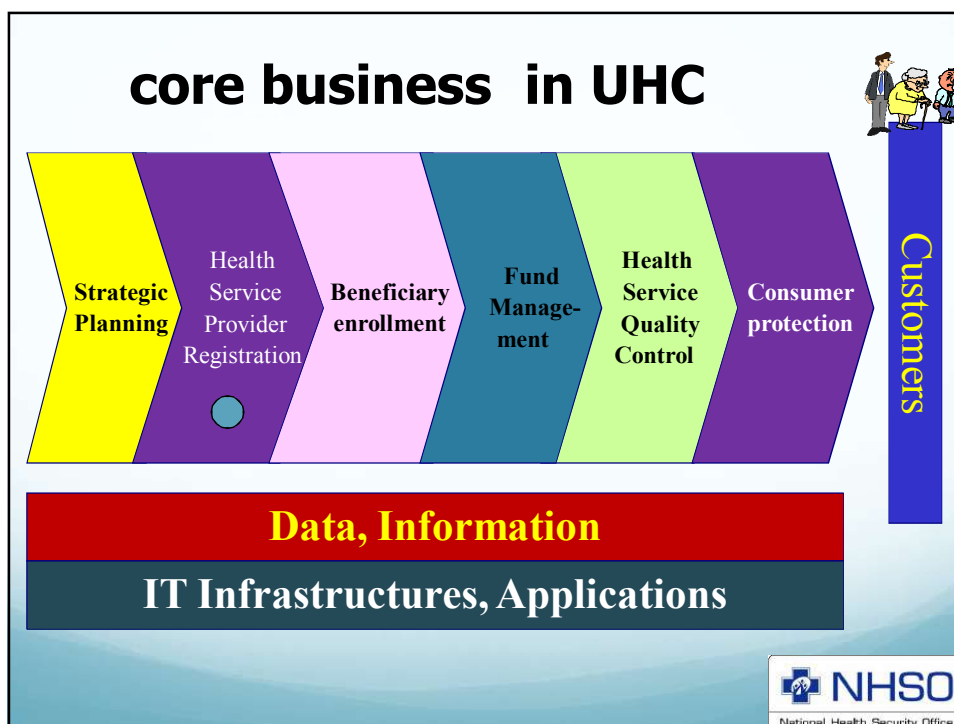 core business in UHC
Strategic
Planning
Health
Service
Provider
Registration
Beneficiary
enrollment
Fund
Manage-
ment
Health
Service
Quality
Control
Consumer
protection
Customers
Data, Information
IT Infrastructures, Applications
NHSO
National Health Security Office